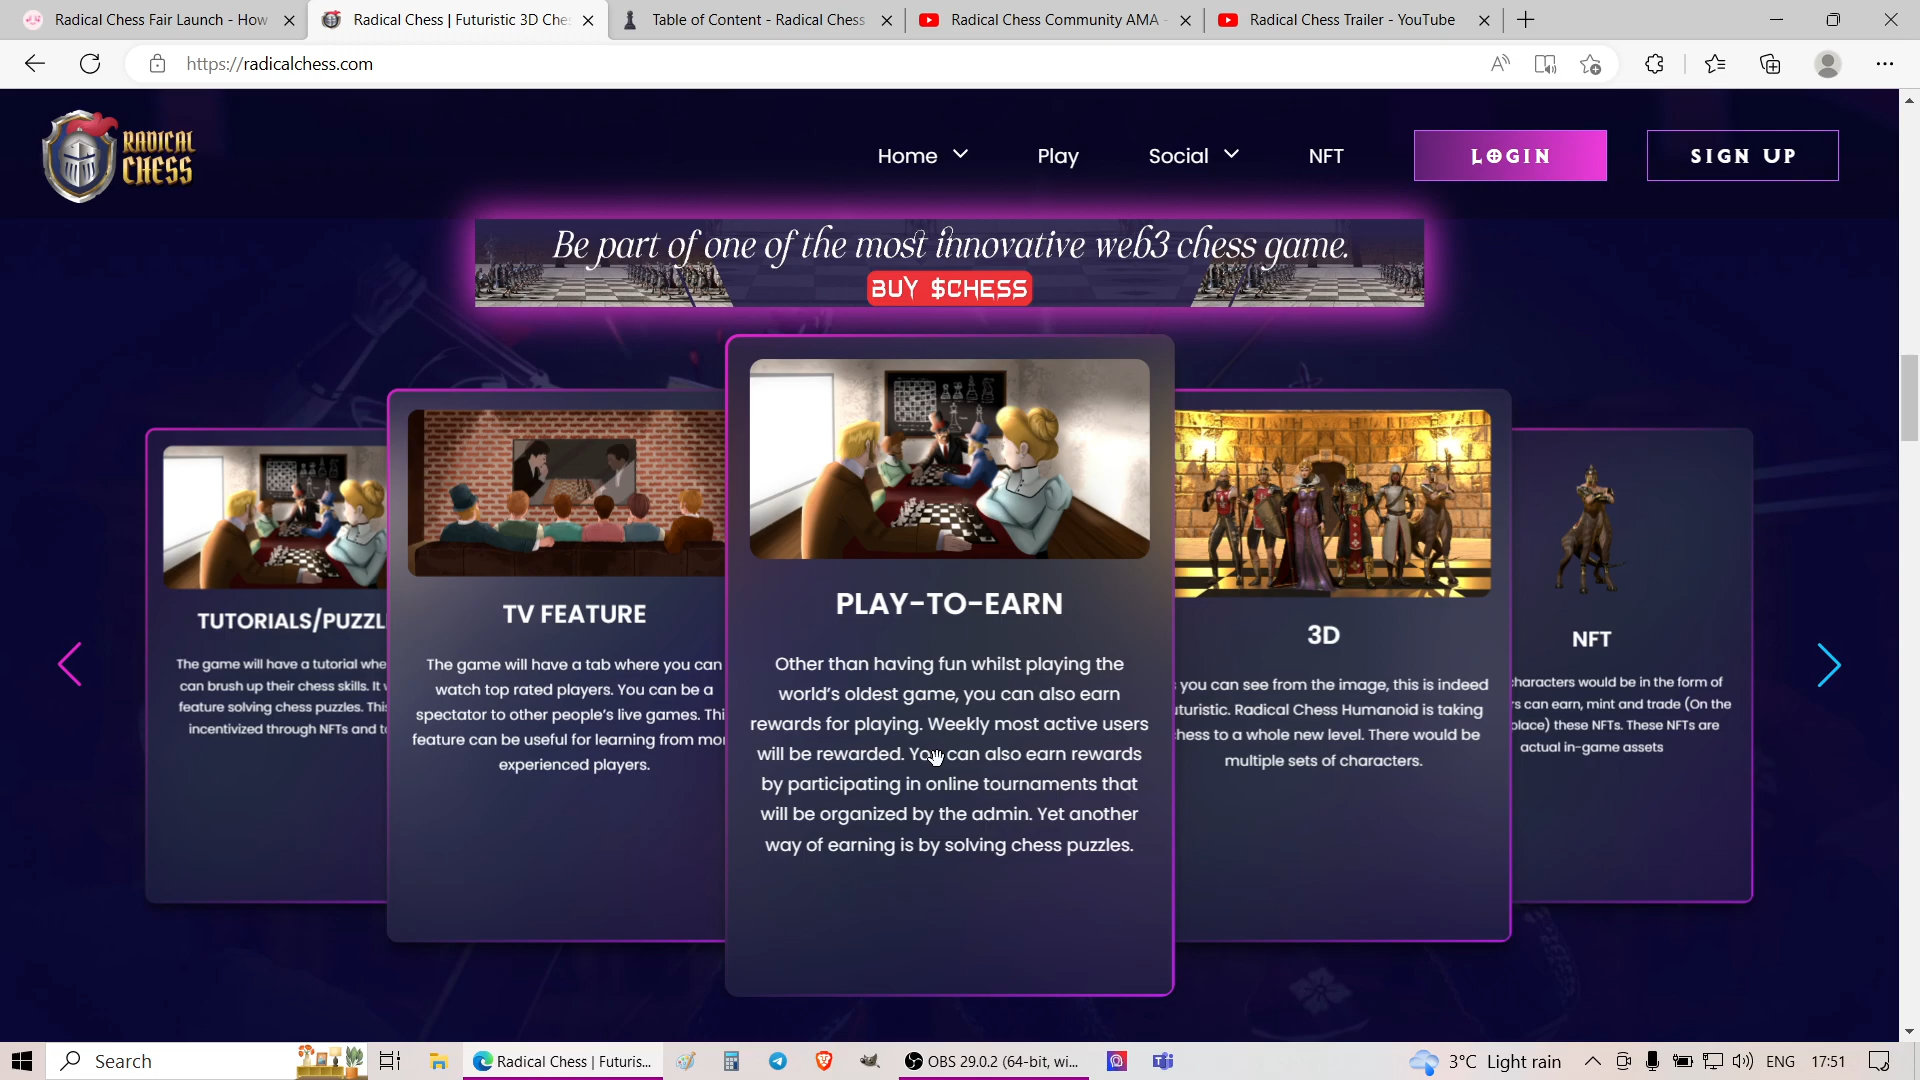 Radical Chess Fair Launch - How
Radical Chess | Futuristic 3D Che
Table of Content - Radical Chess
Radical Chess Community AMA -
Radical Chess Trailer - YouTube
https://radicalchess.com
RADICAL
CHESS
Home
Play
Social
NFT
LOGIN
SIGN UP
Be part of one of the most innovative web3 chess game.
BUY $CHESS
TUTORIALS/PUZZL
The game will have a tutorial whe
can brush up their chess skills. It
feature solving chess puzzles. This
incentivized through NFTs and to
TV FEATURE
The game will have a tab where you can
watch top rated players. You can be a
spectator to other people's live games. Thi
feature can be useful for learning from mor
experienced players.
PLAY-TO-EARN
Other than having fun whilst playing the
world's oldest game, you can also earn
rewards for playing. Weekly most active users
will be rewarded. You can also earn rewards
by participating in online tournaments that
will be organized by the admin. Yet another
way of earning is by solving chess puzzles.
3D
you can see from the image, this is indeed
uturistic. Radical Chess Humanoid is taking
hess to a whole new level. There would be
multiple sets of characters.
NFT
characters would be in the form of
s can earn, mint and trade (On the
place) these NFTs. These NFTs are
actual in-game assets
Search
Radical Chess | Futuris...
OBS 29.0.2 (64-bit, wi...
3°C Light rain
ENG
17:51